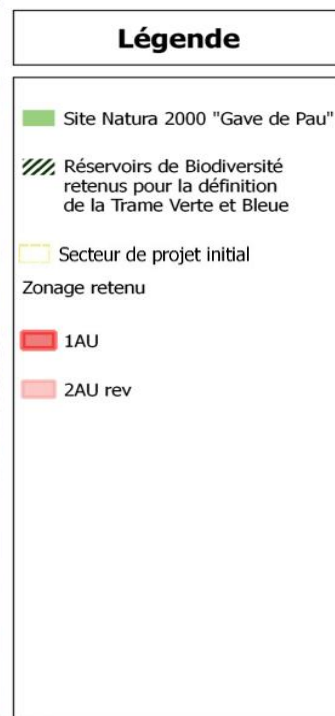 Légende
Site Natura 2000 "Gave de Pau"
Réservoirs de Biodiversité
retenus pour la définition
de la Trame Verte et Bleue
Secteur de projet initial
Zonage retenu
1AU
2AU rev